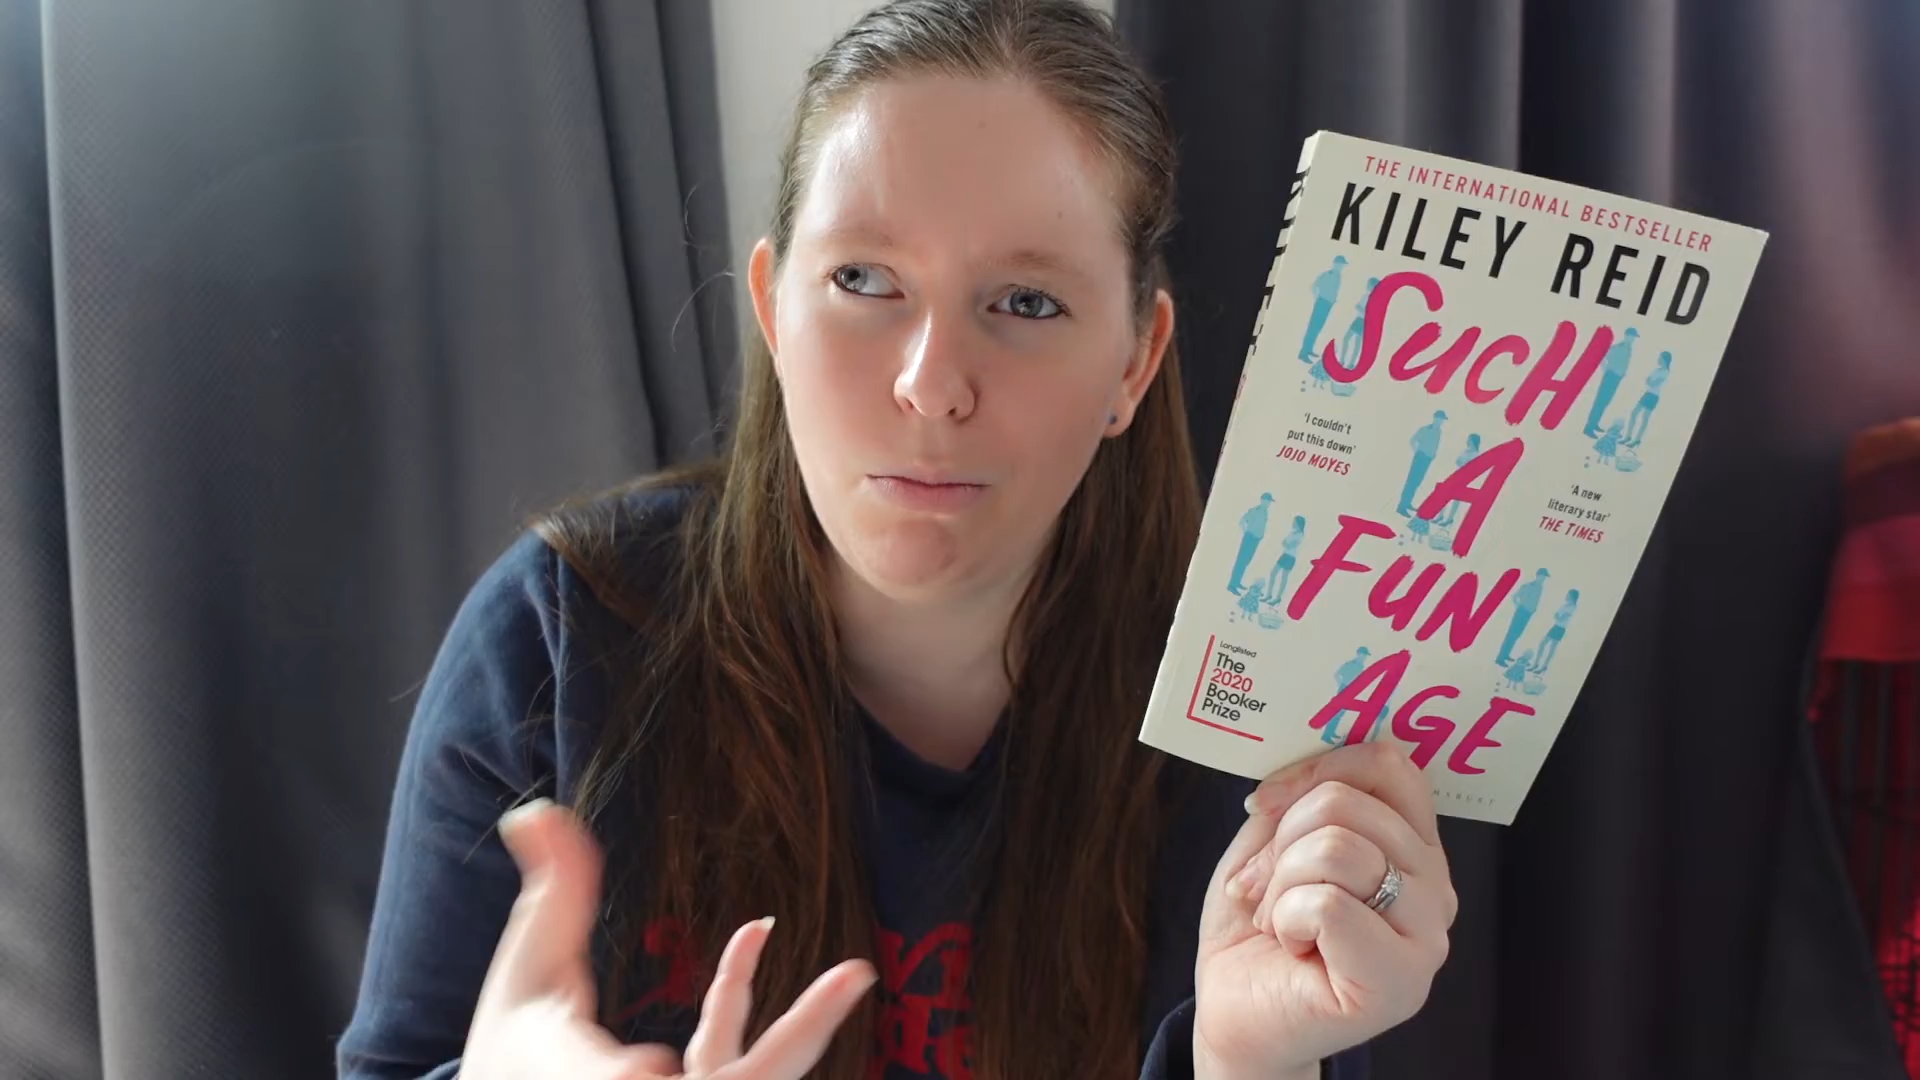 THE INTERNATIONAL BESTSELLER
KILEY REID
SUCH
A
FUN
AGE
'I couldn't
put this down'
JOJO MOYES
'A new
literary star'
THE TIMES
Longlisted
The
2020
Booker
Prize